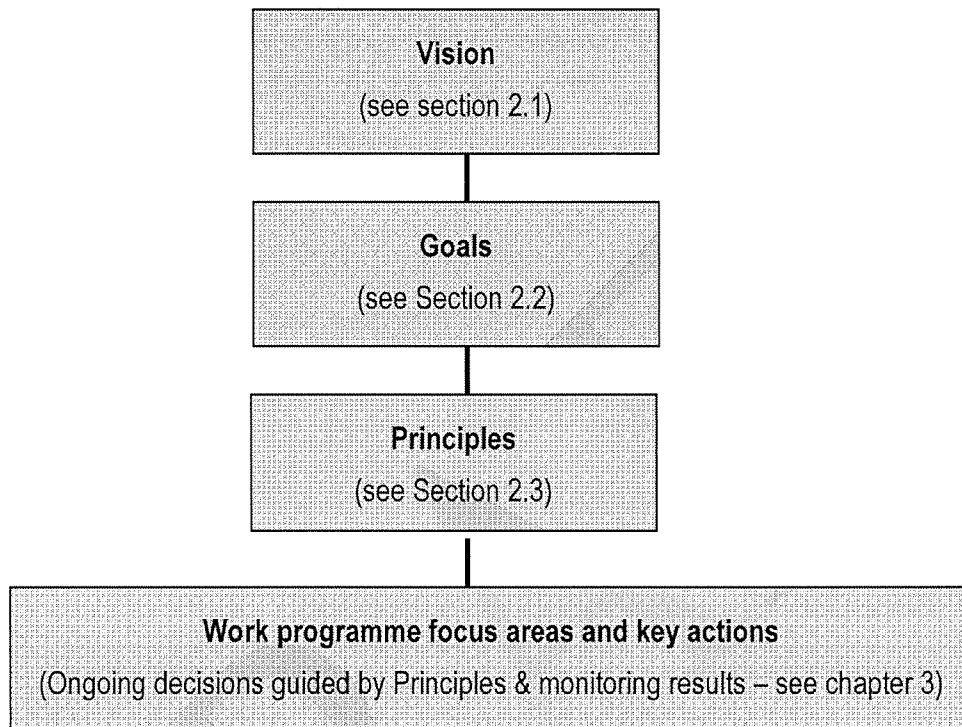 Vision
(see section 2.1)
Goals
(see Section 2.2)
Principles
(see Section 2.3)
Work programme focus areas and key actions
(Ongoing decisions guided by Principles & monitoring results – see chapter 3)